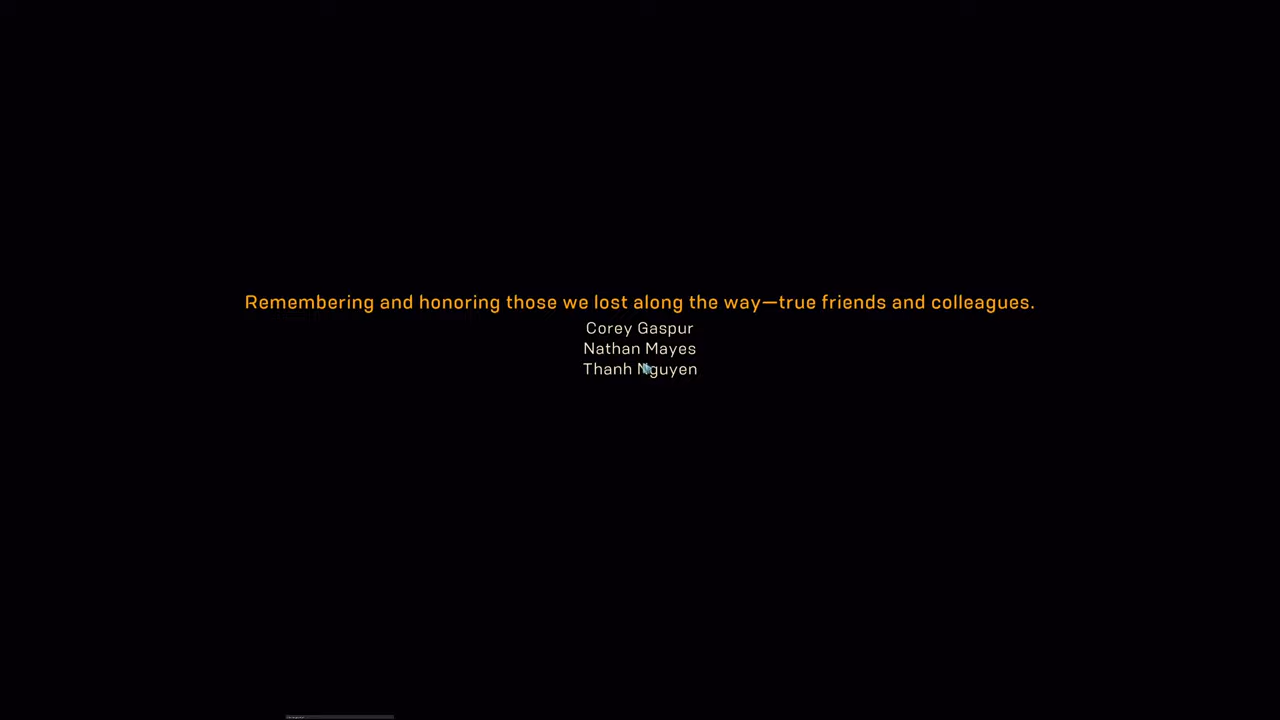 Remembering and honoring those we lost along the way—true friends and colleagues.
Corey Gaspur
Nathan Mayes
Thanh Nguyen